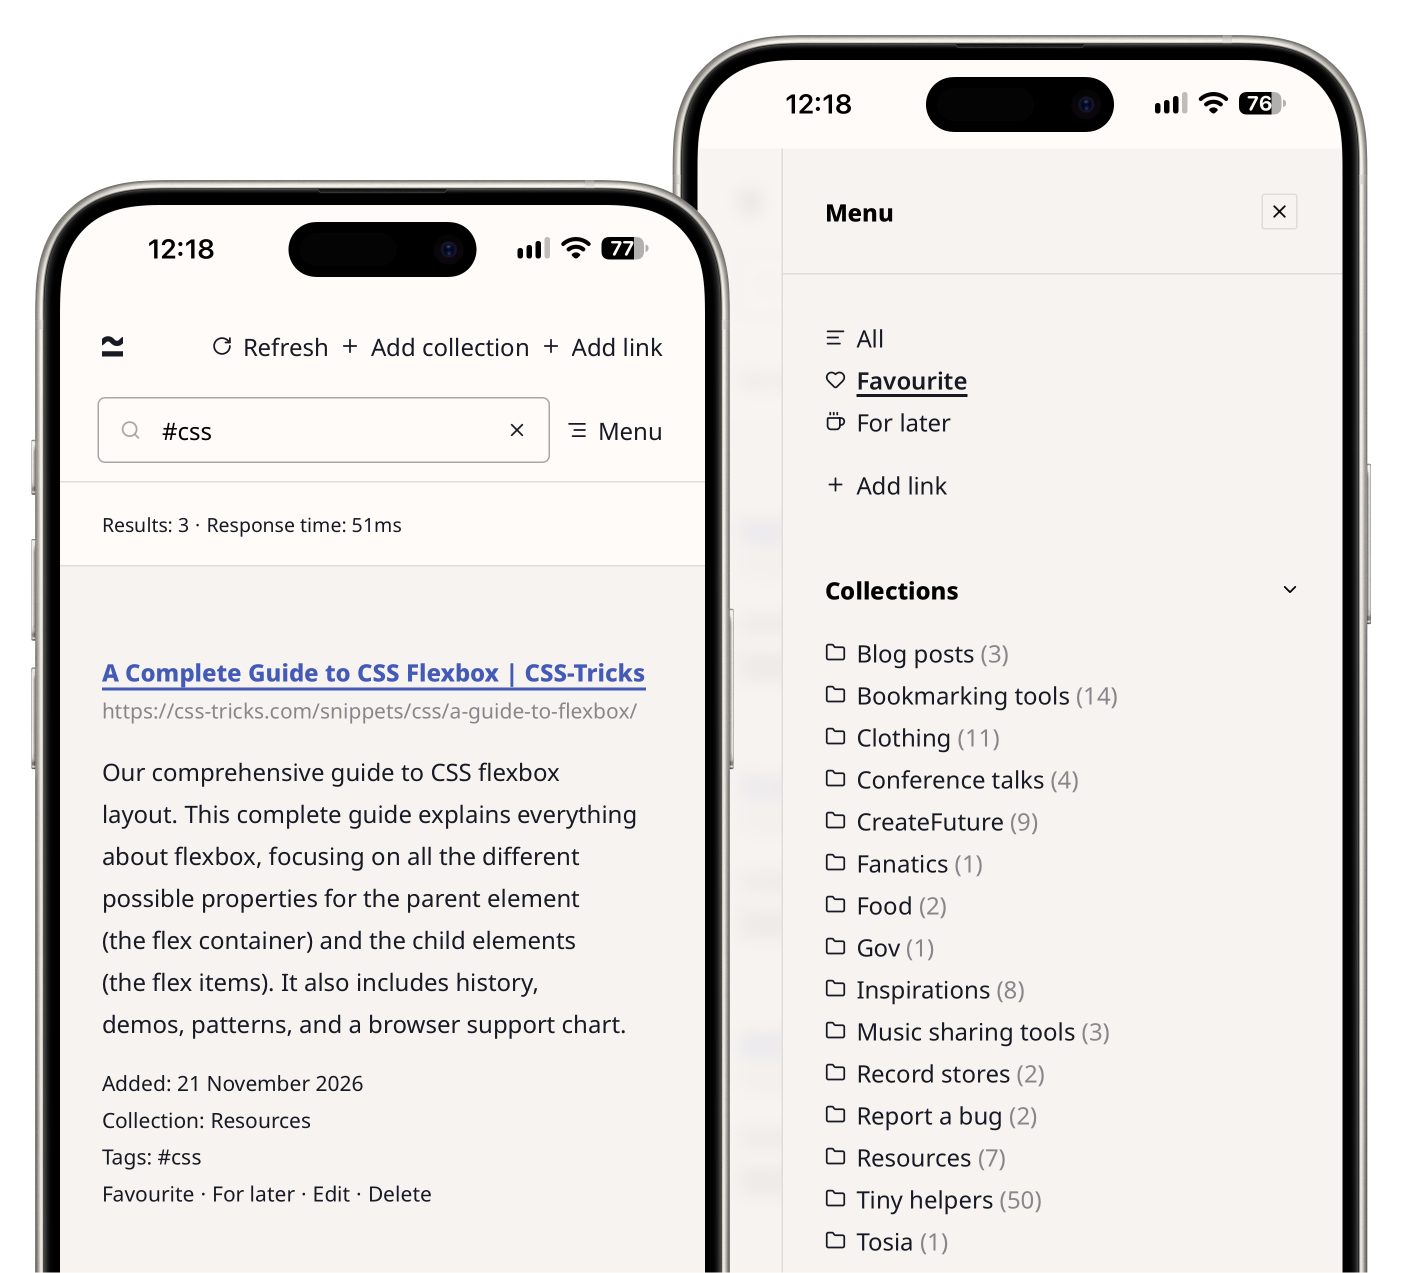 12:18
77
Refresh + Add collection + Add link
#css
Menu
Results: 3 · Response time: 51ms
A Complete Guide to CSS Flexbox | CSS-Tricks
https://css-tricks.com/snippets/css/a-guide-to-flexbox/
Our comprehensive guide to CSS flexbox
layout. This complete guide explains everything
about flexbox, focusing on all the different
possible properties for the parent element
(the flex container) and the child elements
(the flex items). It also includes history,
demos, patterns, and a browser support chart.
Added: 21 November 2026
Collection: Resources
Tags: #css
Favourite · For later · Edit · Delete
12:18
76
Menu
All
Favourite
For later
+ Add link
Collections
Blog posts (3)
Bookmarking tools (14)
Clothing (11)
Conference talks (4)
CreateFuture (9)
Fanatics (1)
Food (2)
Gov (1)
Inspirations (8)
Music sharing tools (3)
Record stores (2)
Report a bug (2)
Resources (7)
Tiny helpers (50)
Tosia (1)